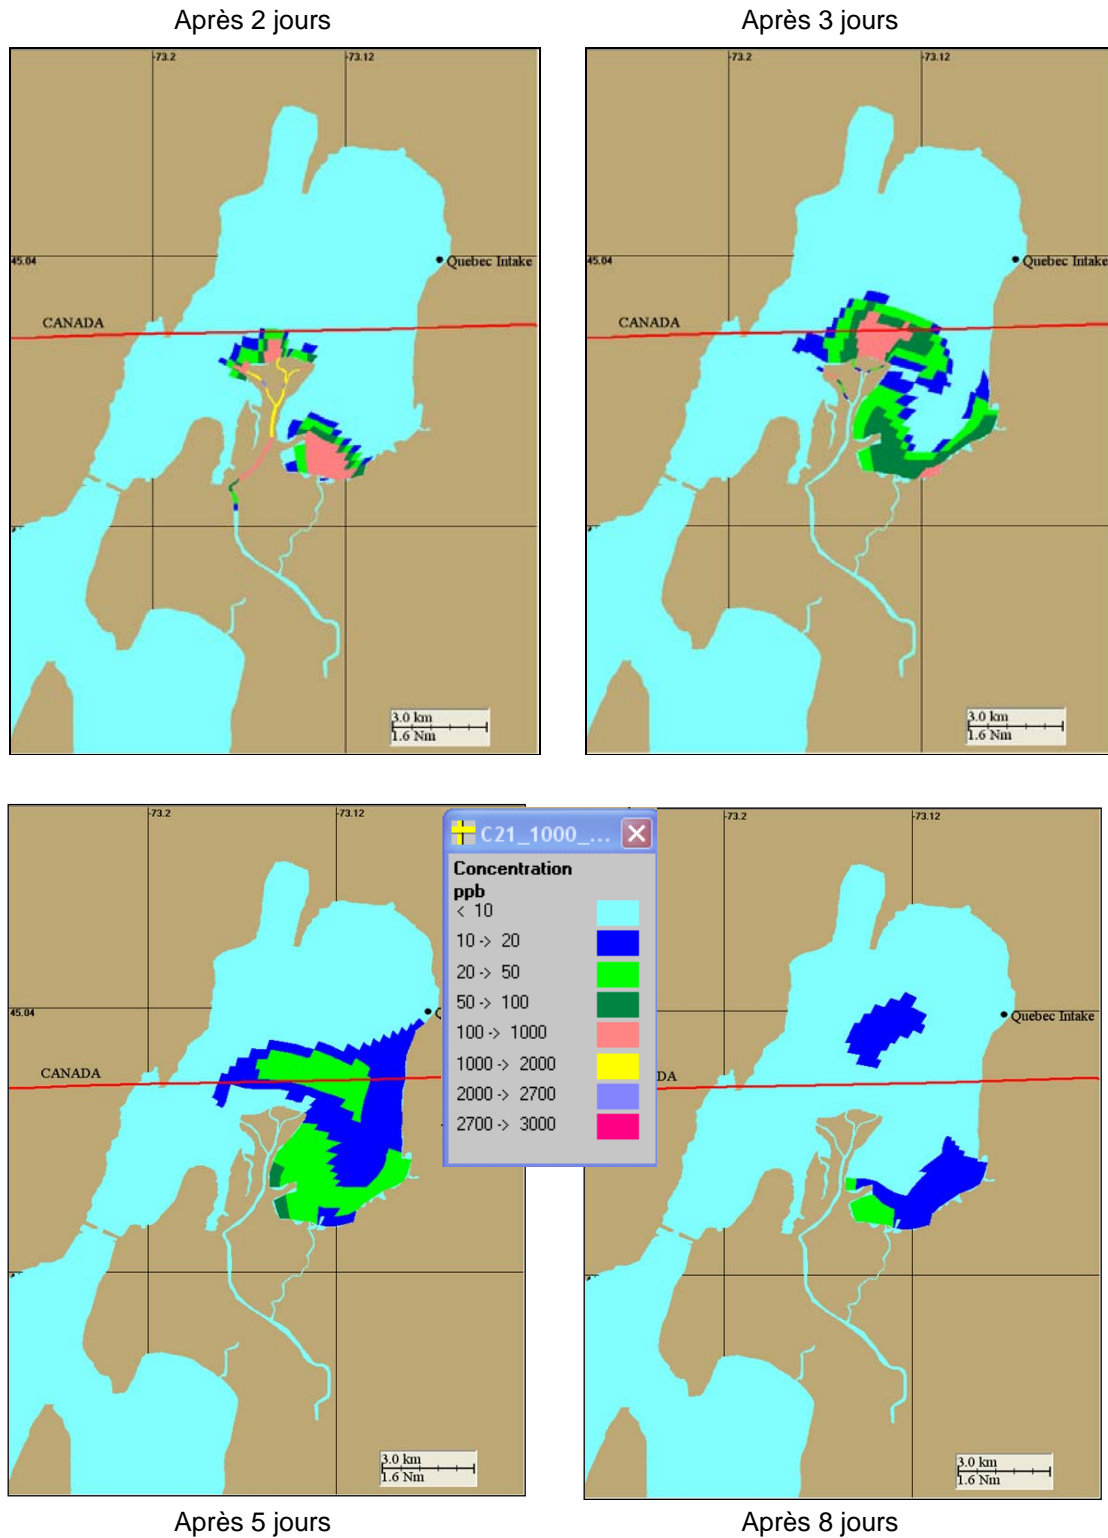 Après 2 jours
Après 3 jours
-73.2
-73.12
45.04
Quebec Intake
CANADA
3.0 km
1.6 Nm
-73.2
-73.12
45.04
Quebec Intake
CANADA
3.0 km
1.6 Nm
-73.2
-73.12
45.04
CANADA
3.0 km
1.6 Nm
C21_1000_...
Concentration
ppb
< 10
10 -> 20
20 -> 50
50 -> 100
100 -> 1000
1000 -> 2000
2000 -> 2700
2700 -> 3000
-73.2
-73.12
Quebec Intake
DA
3.0 km
1.6 Nm
Après 5 jours
Après 8 jours